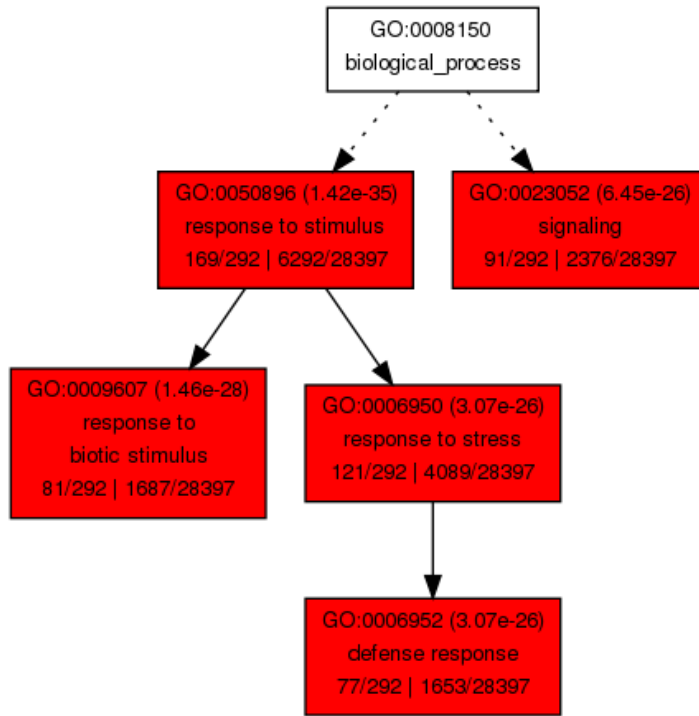 GO:0008150
biological_process
GO:0050896 (1.42e-35)
response to stimulus
169/292 | 6292/28397
GO:0023052 (6.45e-26)
signaling
91/292 | 2376/28397
GO:0009607 (1.46e-28)
response to
biotic stimulus
81/292 | 1687/28397
GO:0006950 (3.07e-26)
response to stress
121/292 | 4089/28397
GO:0006952 (3.07e-26)
defense response
77/292 | 1653/28397